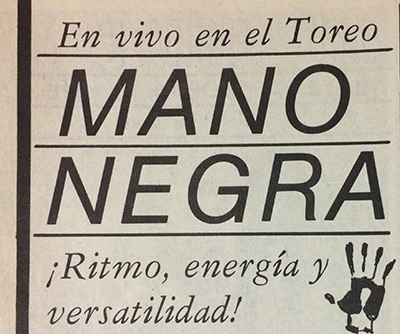 En vivo en el Toreo
MANO
NEGRA
¡Ritmo, energía y
versatilidad!